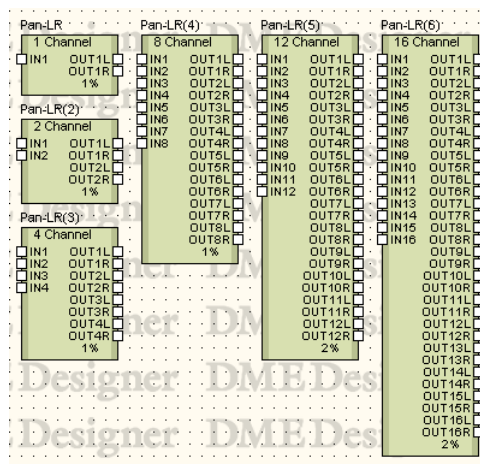 Pan-LR
1 Channel
IN1 OUT1L
OUT1R
1%
Pan-LR(2)
2 Channel
IN1 OUT1L
IN2 OUT1R
OUT2L
OUT2R
1%
Pan-LR(3)
4 Channel
IN1 OUT1L
IN2 OUT1R
IN3 OUT2L
IN4 OUT2R
OUT3L
OUT3R
OUT4L
OUT4R
1%
Pan-LR(4)
8 Channel
IN1 OUT1L
IN2 OUT1R
IN3 OUT2L
IN4 OUT2R
IN5 OUT3L
IN6 OUT3R
IN7 OUT4L
IN8 OUT4R
OUT5L
OUT5R
OUT6L
OUT6R
OUT7L
OUT7R
OUT8L
OUT8R
1%
Pan-LR(5)
12 Channel
IN1 OUT1L
IN2 OUT1R
IN3 OUT2L
IN4 OUT2R
IN5 OUT3L
IN6 OUT3R
IN7 OUT4L
IN8 OUT4R
IN9 OUT5L
IN10 OUT5R
IN11 OUT6L
IN12 OUT6R
OUT7L
OUT7R
OUT8L
OUT8R
OUT9L
OUT9R
OUT10L
OUT10R
OUT11L
OUT11R
OUT12L
OUT12R
2%
Pan-LR(6)
16 Channel
IN1 OUT1L
IN2 OUT1R
IN3 OUT2L
IN4 OUT2R
IN5 OUT3L
IN6 OUT3R
IN7 OUT4L
IN8 OUT4R
IN9 OUT5L
IN10 OUT5R
IN11 OUT6L
IN12 OUT6R
IN13 OUT7L
IN14 OUT7R
IN15 OUT8L
IN16 OUT8R
OUT9L
OUT9R
OUT10L
OUT10R
OUT11L
OUT11R
OUT12L
OUT12R
OUT13L
OUT13R
OUT14L
OUT14R
OUT15L
OUT15R
OUT16L
OUT16R
2%
Designer DME Des
Designer DME Des